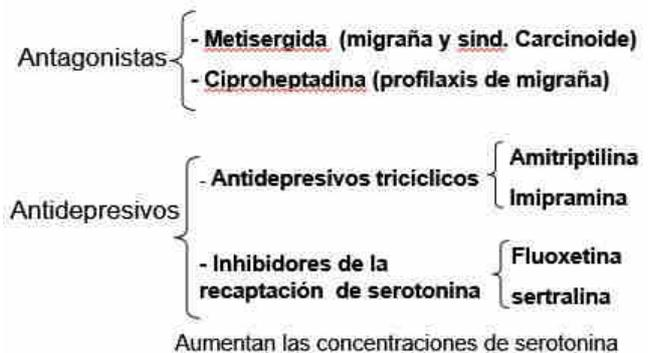 Antagonistas
- Metisergida (migraña y sind. Carcinoide)
- Ciproheptadina (profilaxis de migraña)
Antidepresivos
- Antidepresivos tricíclicos
Amitriptilina
Imipramina
- Inhibidores de la
recaptación de serotonina
Fluoxetina
sertralina
Aumentan las concentraciones de serotonina